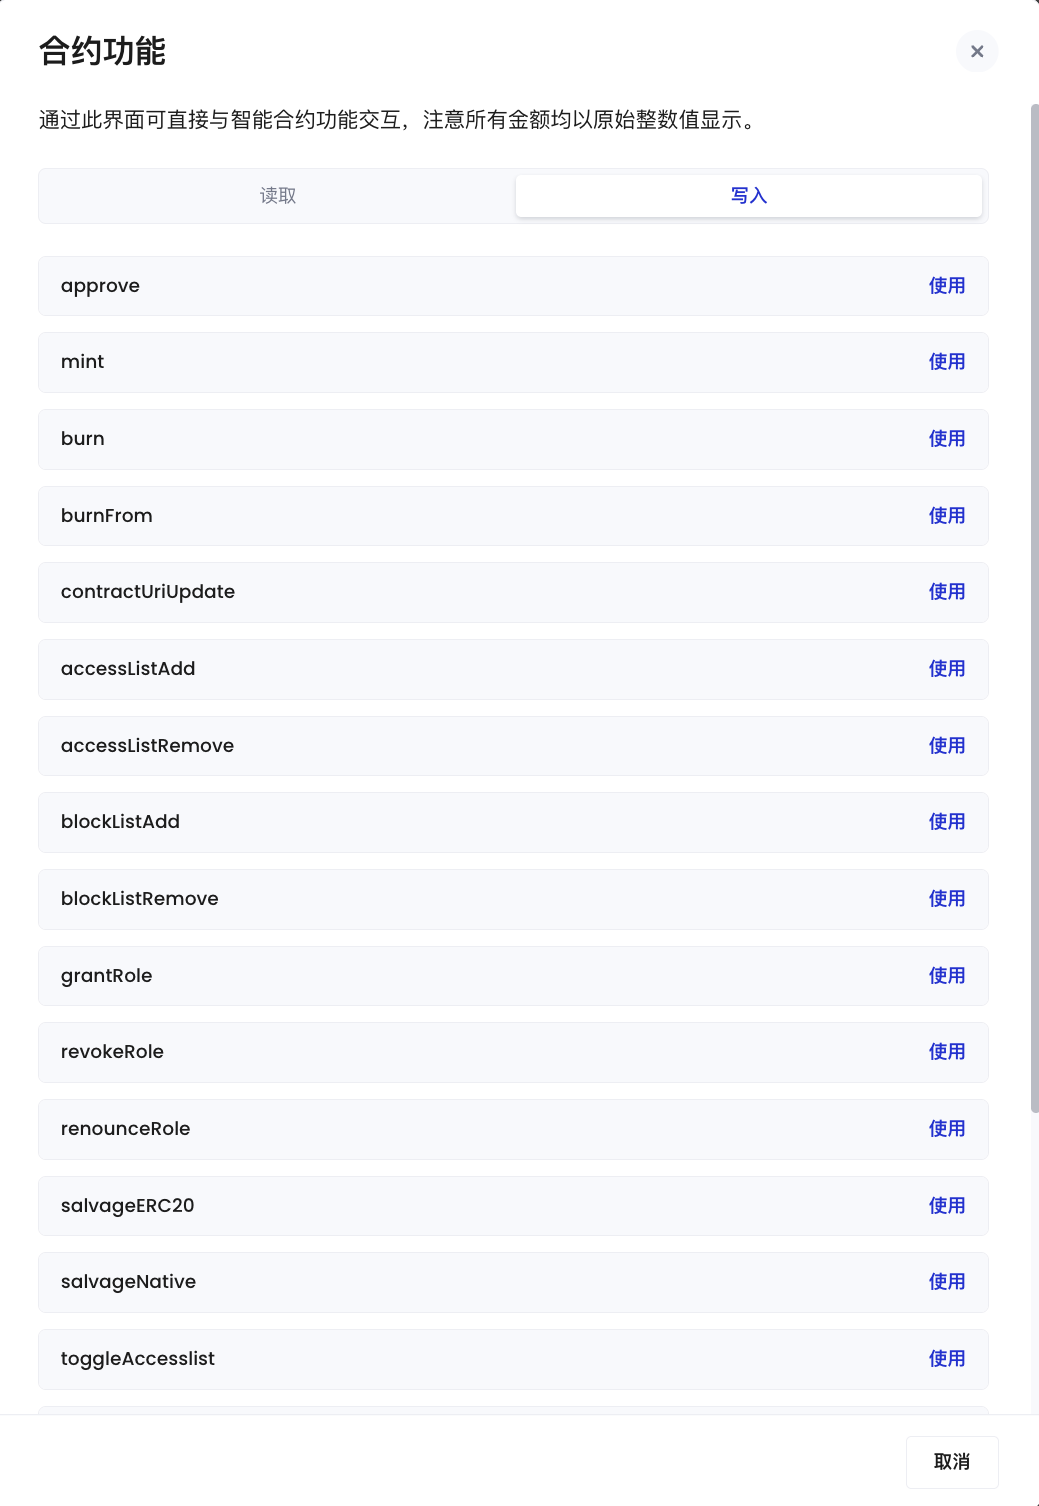 合约功能
通过此界面可直接与智能合约功能交互，注意所有金额均以原始整数值显示。
读取
写入
approve 使用
mint 使用
burn 使用
burnFrom 使用
contractUriUpdate 使用
accessListAdd 使用
accessListRemove 使用
blockListAdd 使用
blockListRemove 使用
grantRole 使用
revokeRole 使用
renounceRole 使用
salvageERC20 使用
salvageNative 使用
toggleAccesslist 使用
取消